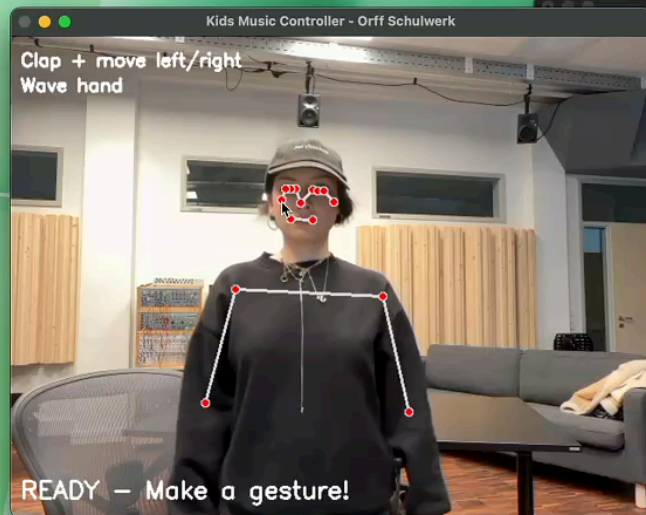 Kids Music Controller - Orff Schulwerk
Clap + move left/right
Wave hand
READY - Make a gesture!